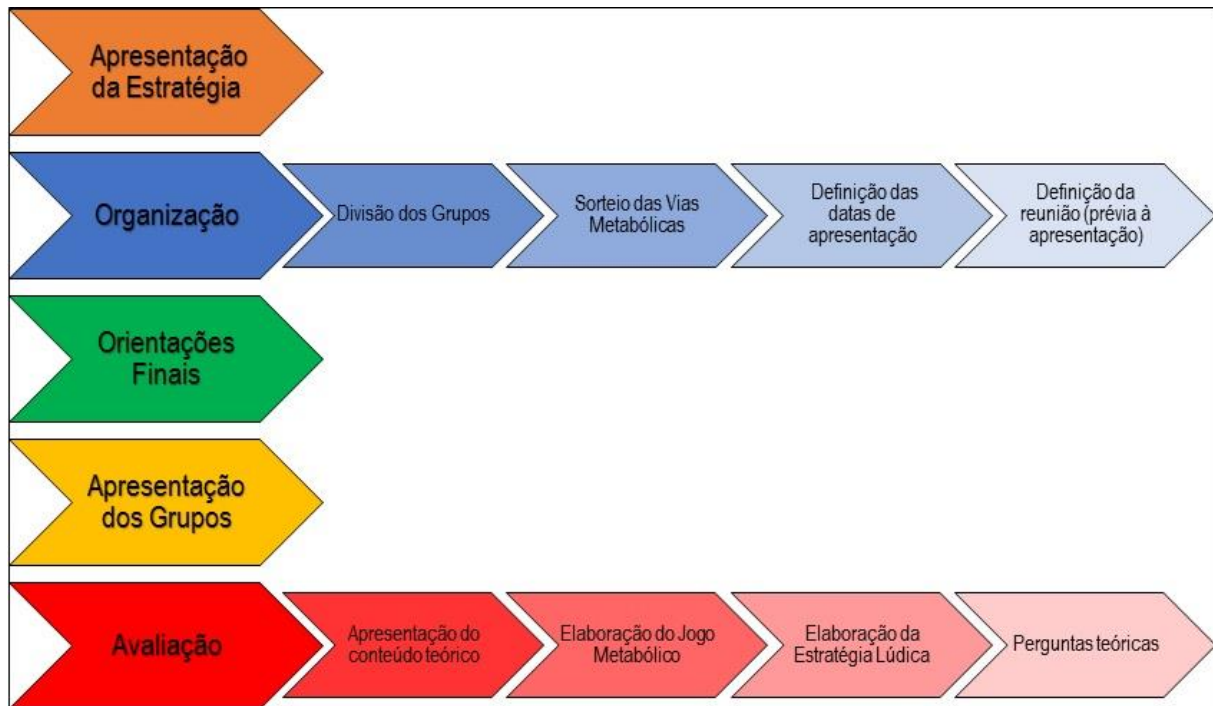 Apresentação
da Estratégia
Organização
Divisão dos Grupos
Sorteio das Vias
Metabólicas
Definição das
datas de
apresentação
Definição da
reunião (prévia à
apresentação)
Orientações
Finais
Apresentação
dos Grupos
Avaliação
Apresentação do
conteúdo teórico
Elaboração do Jogo
Metabólico
Elaboração da
Estratégia Lúdica
Perguntas teóricas